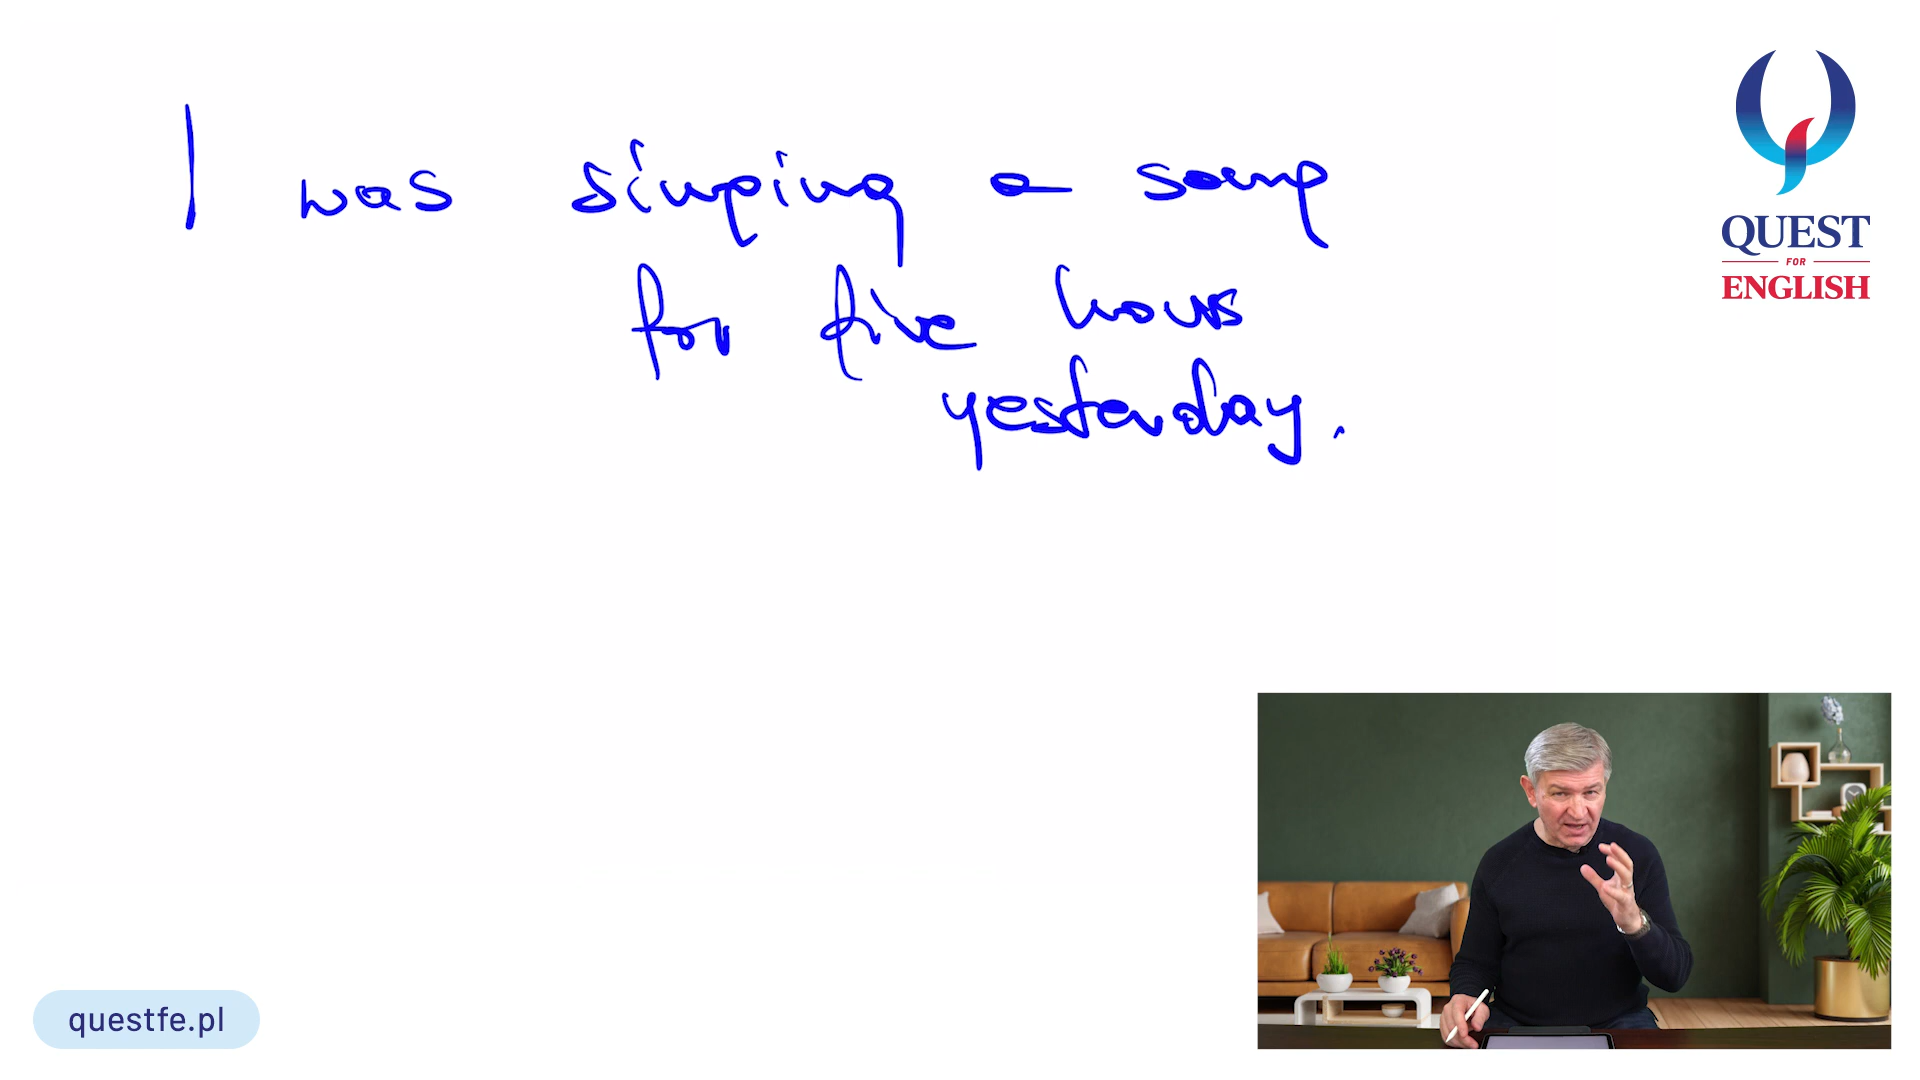 I was singing a song
for five hours
yesterday.
QUEST
FOR
ENGLISH
questfe.pl